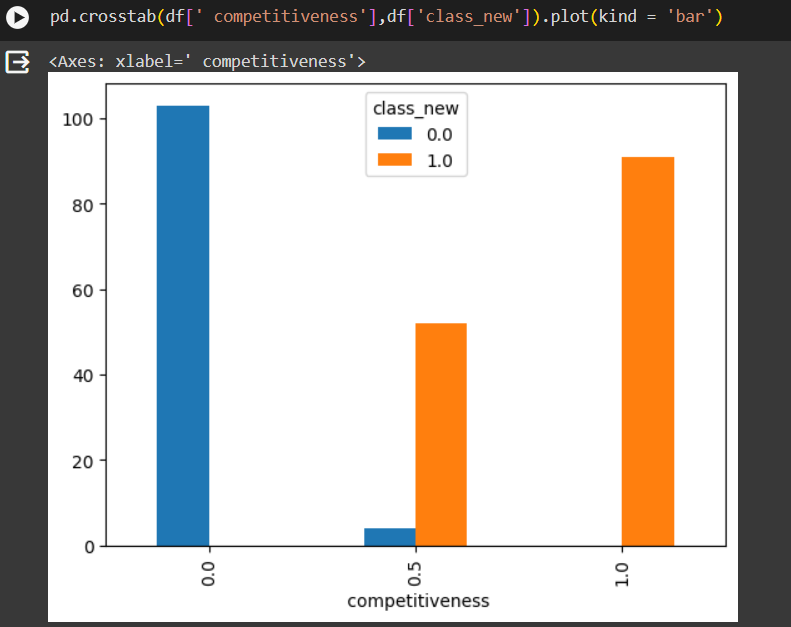 pd.crosstab(df[' competitiveness'],df['class_new']).plot(kind = 'bar')
<Axes: xlabel=' competitiveness'>
class_new
0.0
1.0
100
80
60
40
20
0
0.0
0.5
1.0
competitiveness